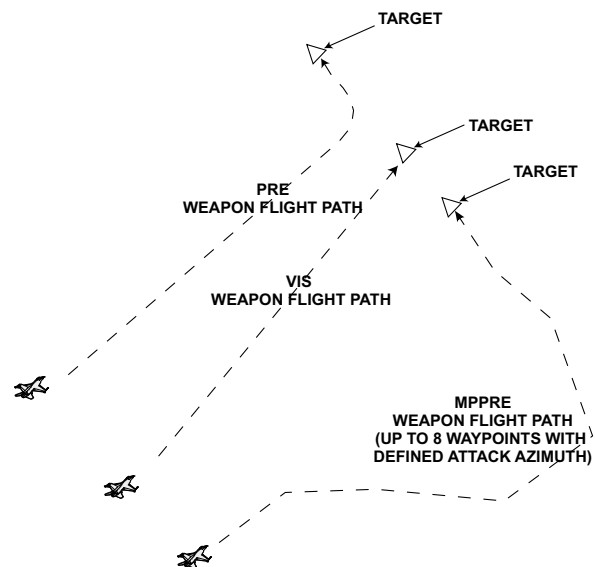 TARGET
TARGET
TARGET
PRE
WEAPON FLIGHT PATH
VIS
WEAPON FLIGHT PATH
MPPRE
WEAPON FLIGHT PATH
(UP TO 8 WAYPOINTS WITH
DEFINED ATTACK AZIMUTH)